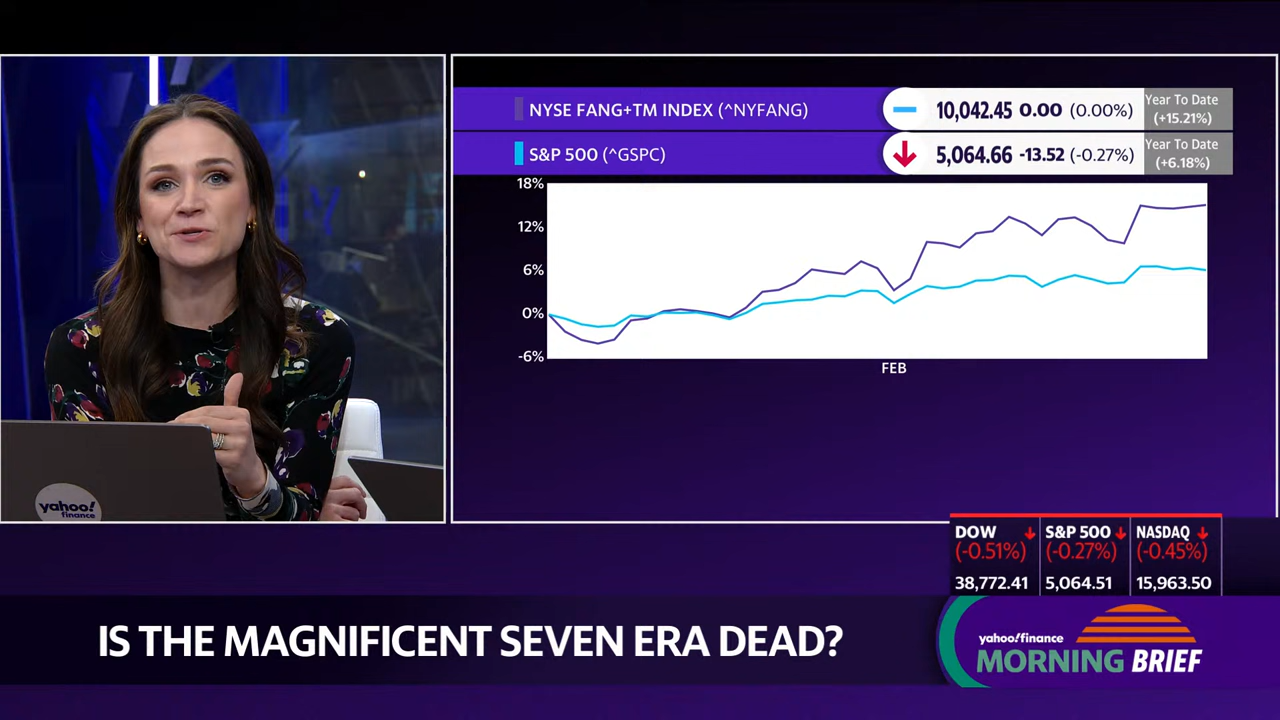 NYSE FANG+TM INDEX (^NYFANG)
10,042.45 0.00 (0.00%)
Year To Date
(+15.21%)
S&P 500 (^GSPC)
5,064.66 -13.52 (-0.27%)
Year To Date
(+6.18%)
18%
12%
6%
0%
-6%
FEB
yahoo!
finance
DOW
(-0.51%)
38,772.41
S&P 500
(-0.27%)
5,064.51
NASDAQ
(-0.45%)
15,963.50
IS THE MAGNIFICENT SEVEN ERA DEAD?
yahoo!finance
MORNING BRIEF